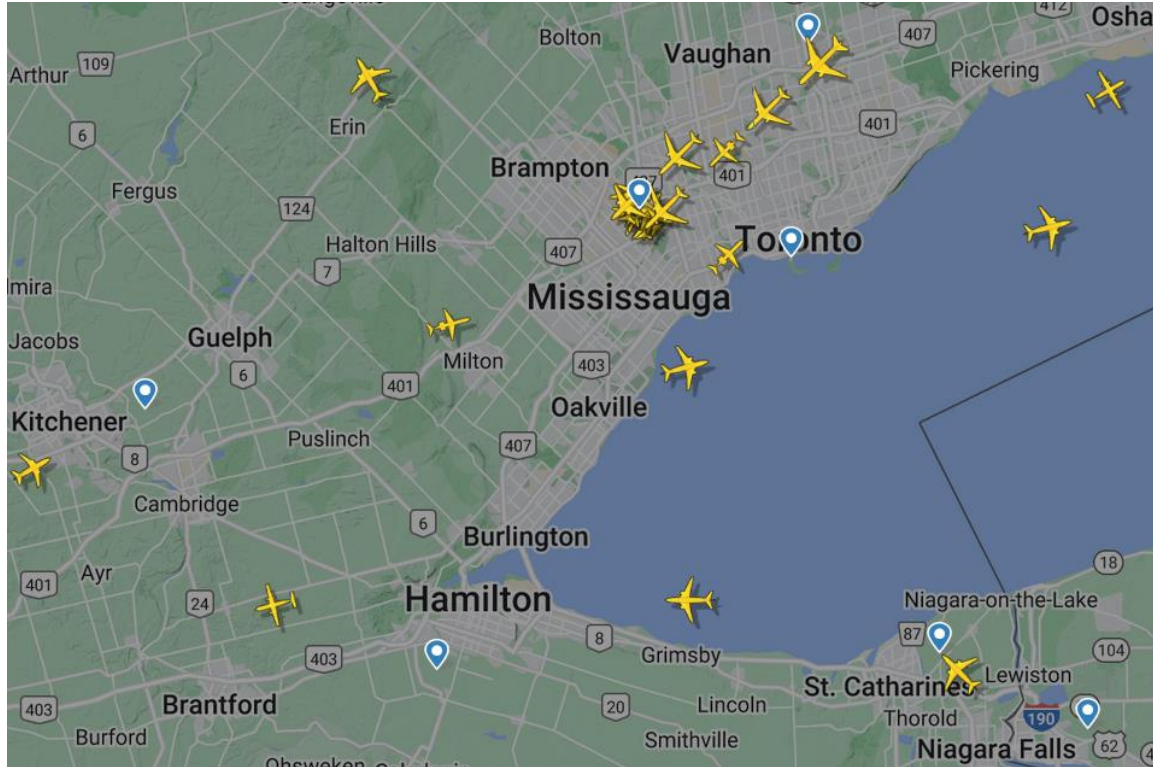 412
Osha
407
Bolton
Vaughan
109
Arthur
Pickering
Erin
401
6
Brampton
401
Fergus
124
Halton Hills
407
Toronto
7
lmira
Mississauga
Jacobs
Guelph
Milton
403
6
401
Oakville
Kitchener
Puslinch
407
8
Cambridge
6
Burlington
18
Ayr
401
Hamilton
24
Niagara-on-the-Lake
87
8
104
403
Grimsby
Lewiston
St. Catharines
Brantford
20
Lincoln
403
Thorold
190
Burford
Smithville
Niagara Falls
62
Ohsweken